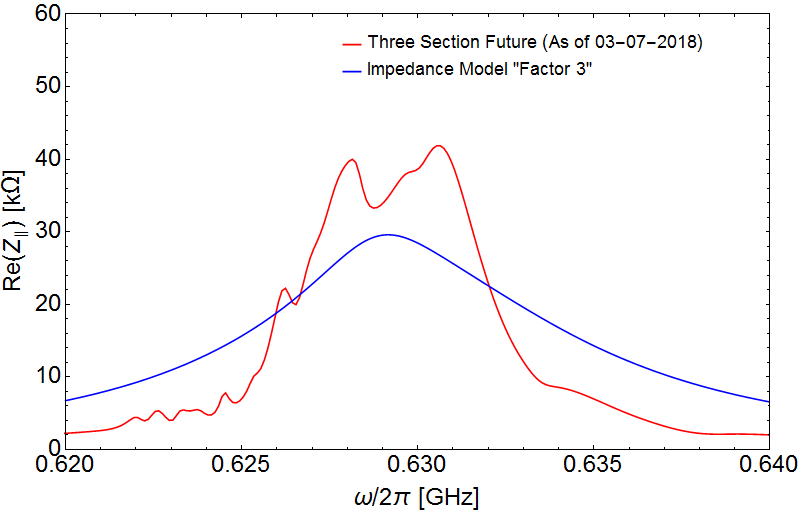 60
50
40
30
20
10
0
Re(Z∥) [kΩ]
Three Section Future (As of 03−07−2018)
Impedance Model "Factor 3"
0.620 0.625 0.630 0.635 0.640
ω/2π [GHz]